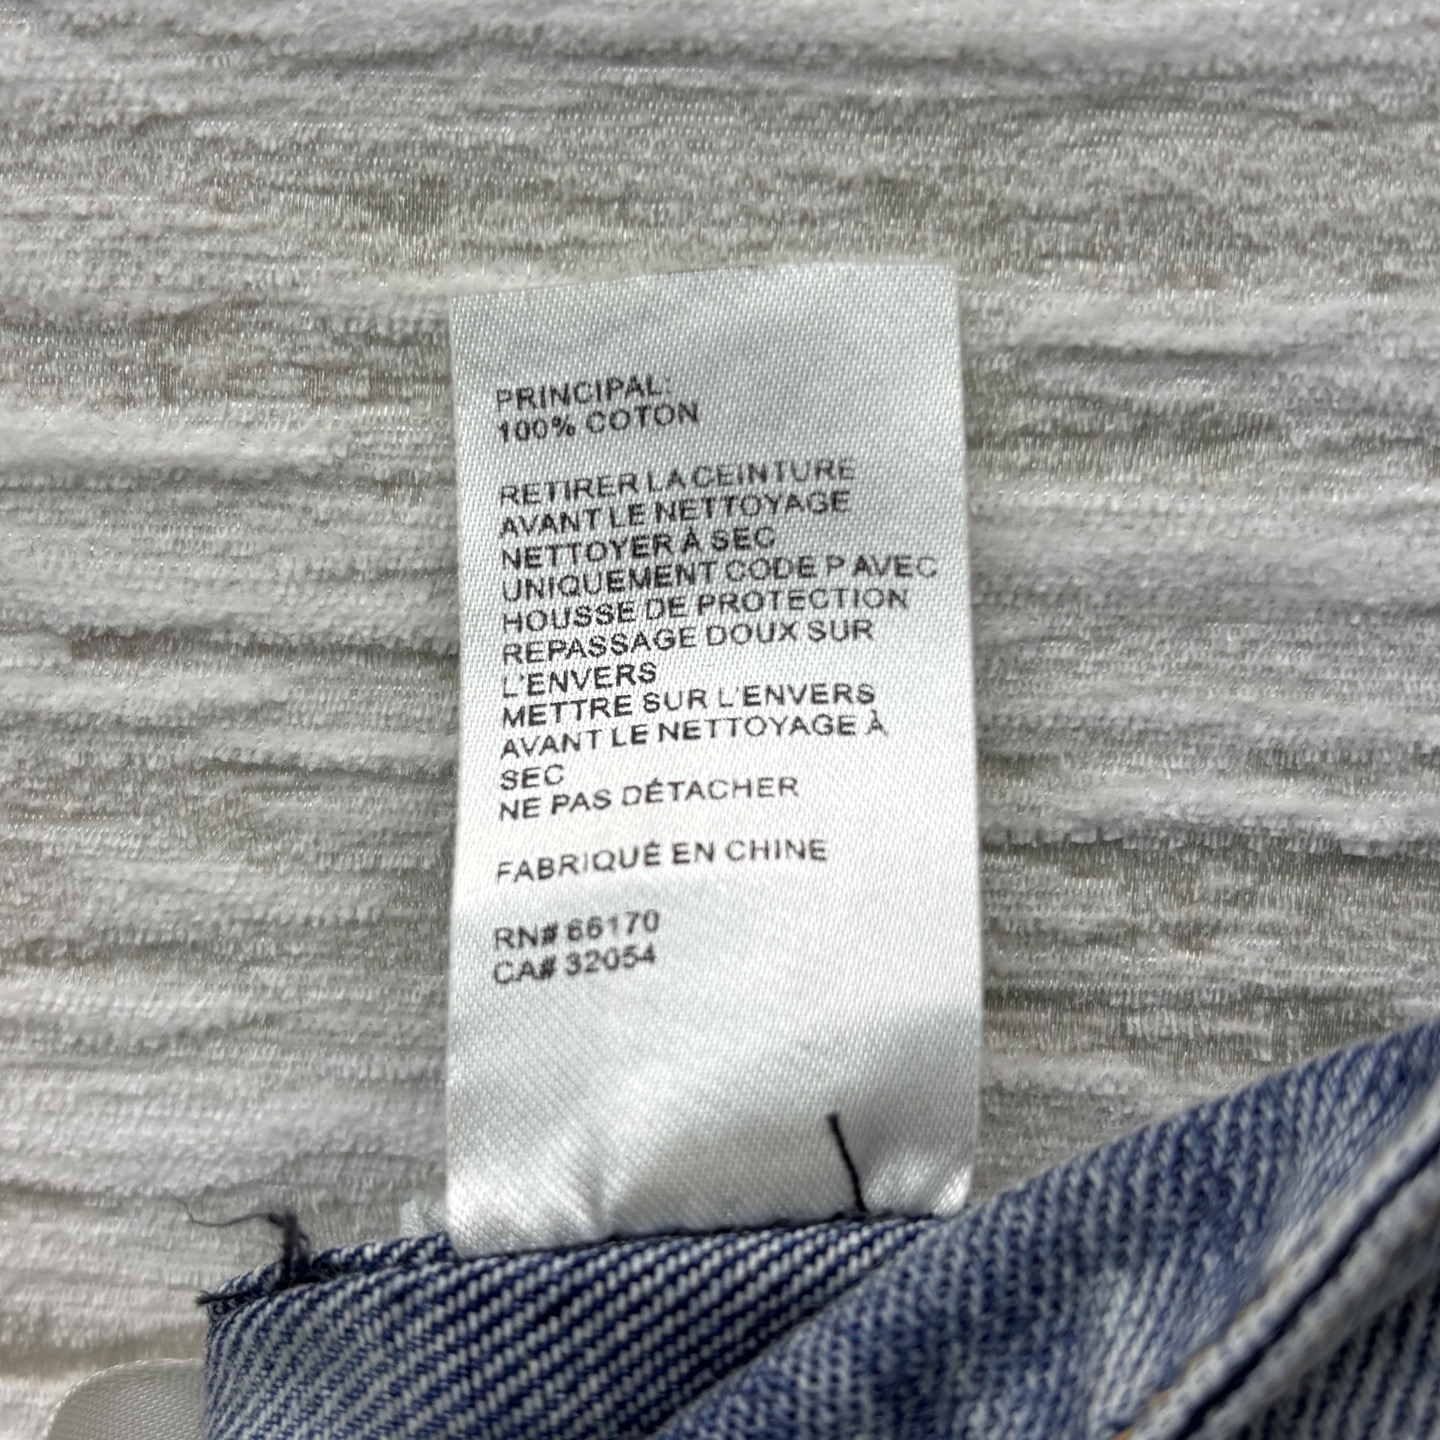 PRINCIPAL:
100% COTON
RETIRER LA CEINTURE
AVANT LE NETTOYAGE
NETTOYER À SEC
UNIQUEMENT CODE P AVEC
HOUSSE DE PROTECTION
REPASSAGE DOUX SUR
L'ENVERS
METTRE SUR L'ENVERS
AVANT LE NETTOYAGE À
SEC
NE PAS DÉTACHER
FABRIQUÉ EN CHINE
RN# 66170
CA# 32054